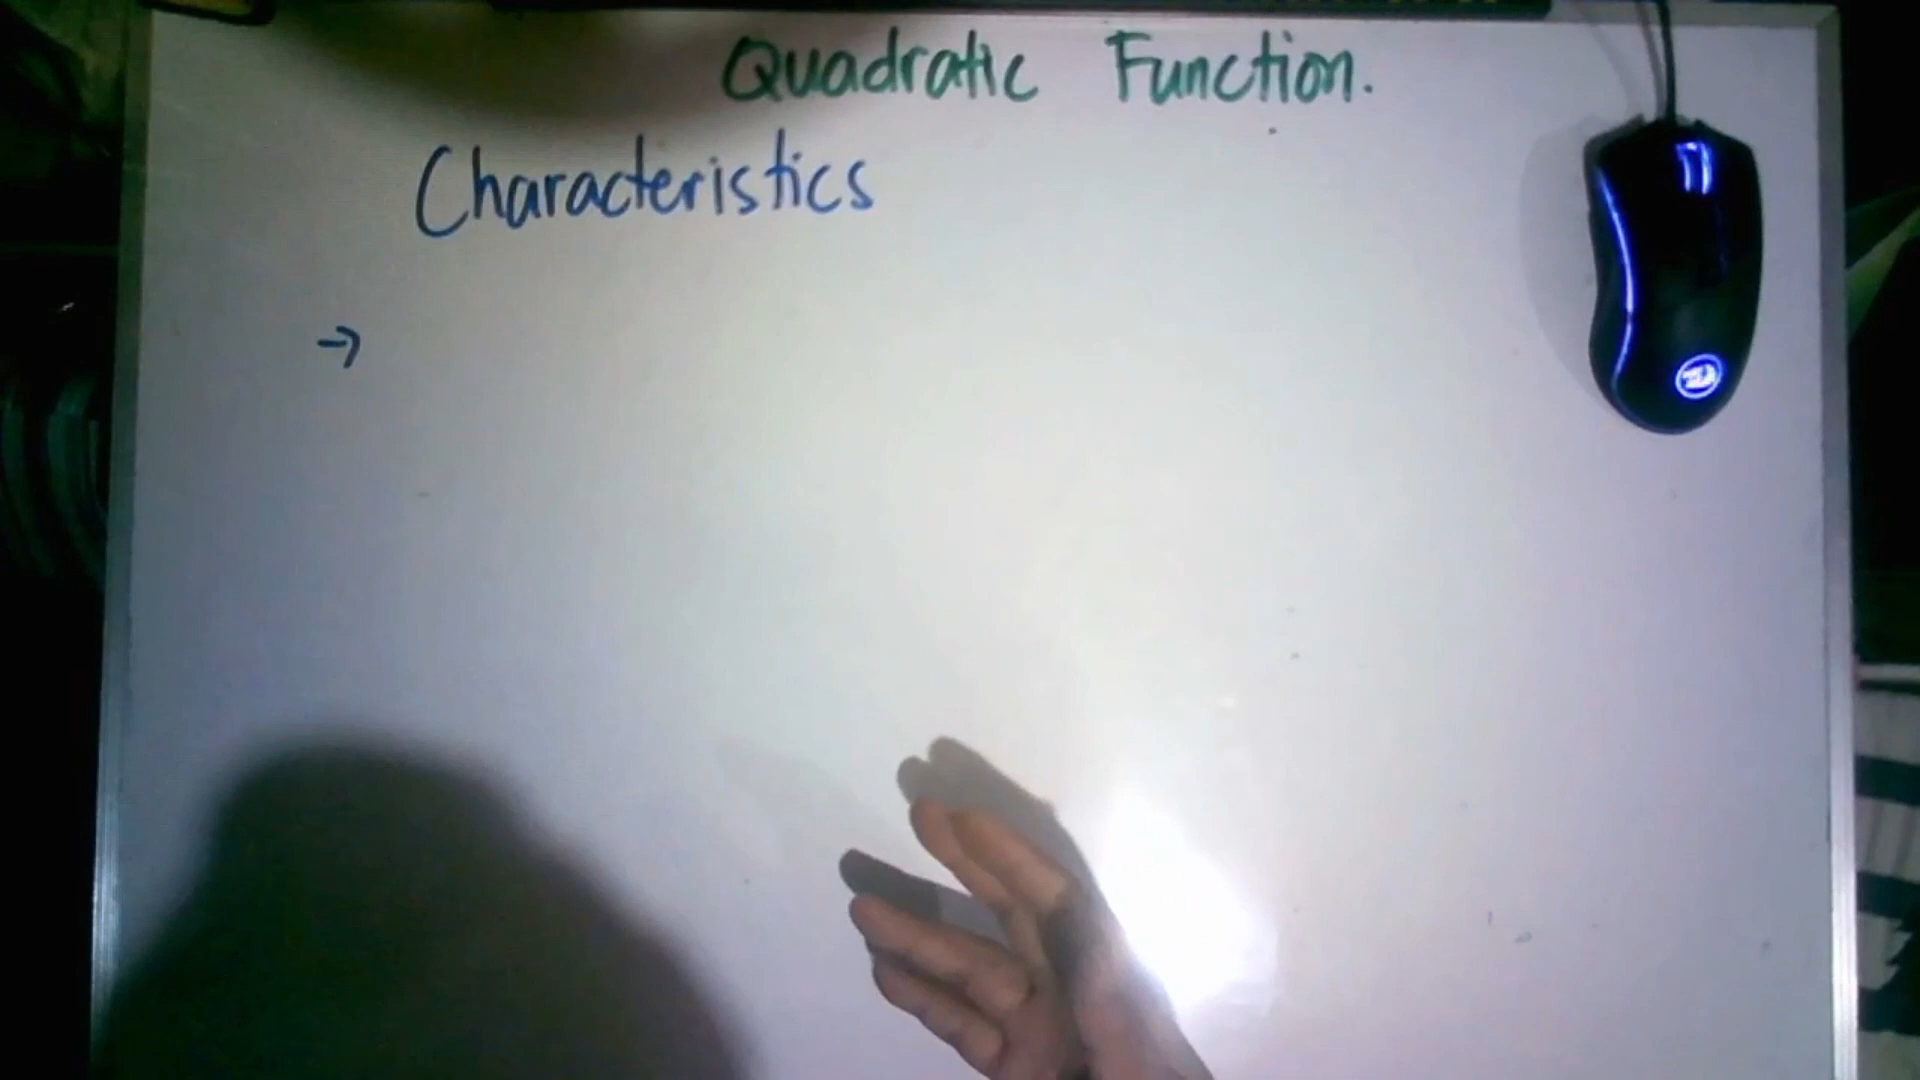 Quadratic Function.
Characteristics
→